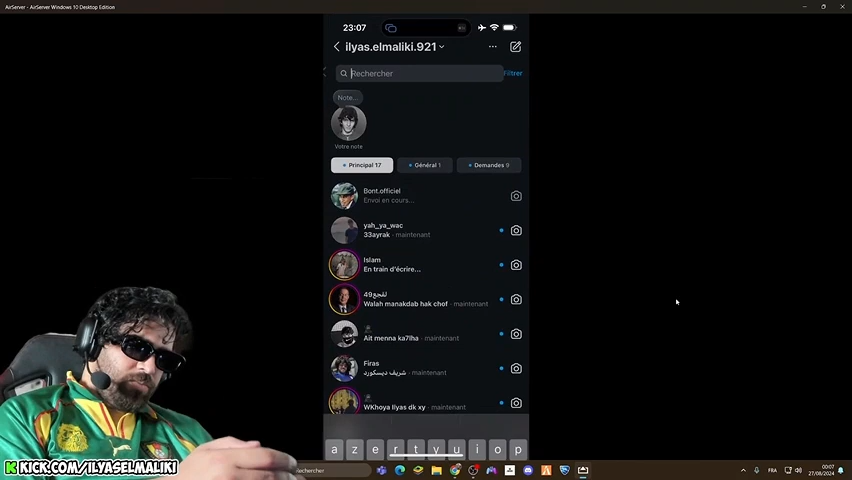 AirServer - AirServer Windows 10 Desktop Edition
23:07
ilyas.elmaliki.921
Rechercher
Filtrer
Note...
Votre note
Principal 17
Général 1
Demandes 9
Bont.officiel
Envoi en cours...
yah_ya_wac
33ayrak · maintenant
Islam
En train d'écrire...
لفجع49
Walah manakdab hak chof · maintenant
Ait menna ka7lha · maintenant
Firas
شريف ديسكورد · maintenant
WKhoya Ilyas dk xy · maintenant
a z e r t y u i o p
KICK.COM/ILYASELMALIKI
Rechercher
FRA
00:07
27/08/2024